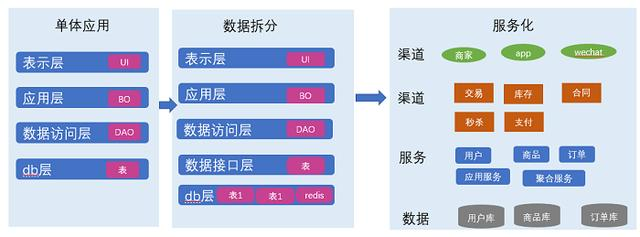 单体应用
表示层 UI
应用层 BO
数据访问层 DAO
db层 表
数据拆分
表示层 UI
应用层 BO
数据访问层 DAO
数据接口层 表
db层 表1 表1 redis
服务化
渠道 商家 app wechat
渠道 交易 库存 合同
秒杀 支付
服务 用户 商品 订单
应用服务 聚合服务
数据 用户库 商品库 订单库